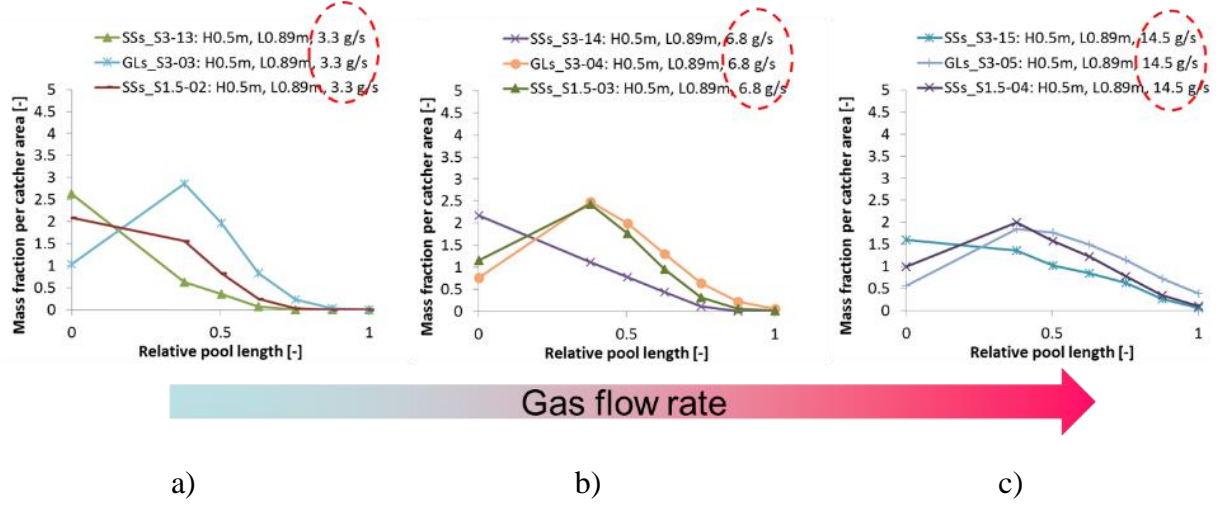 SSs_S3-13: H0.5m, L0.89m, 3.3 g/s
GLs_S3-03: H0.5m, L0.89m, 3.3 g/s
SSs_S1.5-02: H0.5m, L0.89m, 3.3 g/s
Mass fraction per catcher area [-]
5
4.5
4
3.5
3
2.5
2
1.5
1
0.5
0
0 0.5 1
Relative pool length [-]
SSs_S3-14: H0.5m, L0.89m, 6.8 g/s
GLs_S3-04: H0.5m, L0.89m, 6.8 g/s
SSs_S1.5-03: H0.5m, L0.89m, 6.8 g/s
Mass fraction per catcher area [-]
5
4.5
4
3.5
3
2.5
2
1.5
1
0.5
0
0 0.5 1
Relative pool length [-]
SSs_S3-15: H0.5m, L0.89m, 14.5 g/s
GLs_S3-05: H0.5m, L0.89m, 14.5 g/s
SSs_S1.5-04: H0.5m, L0.89m, 14.5 g/s
Mass fraction per catcher area [-]
5
4.5
4
3.5
3
2.5
2
1.5
1
0.5
0
0 0.5 1
Relative pool length [-]
Gas flow rate
a) b) c)